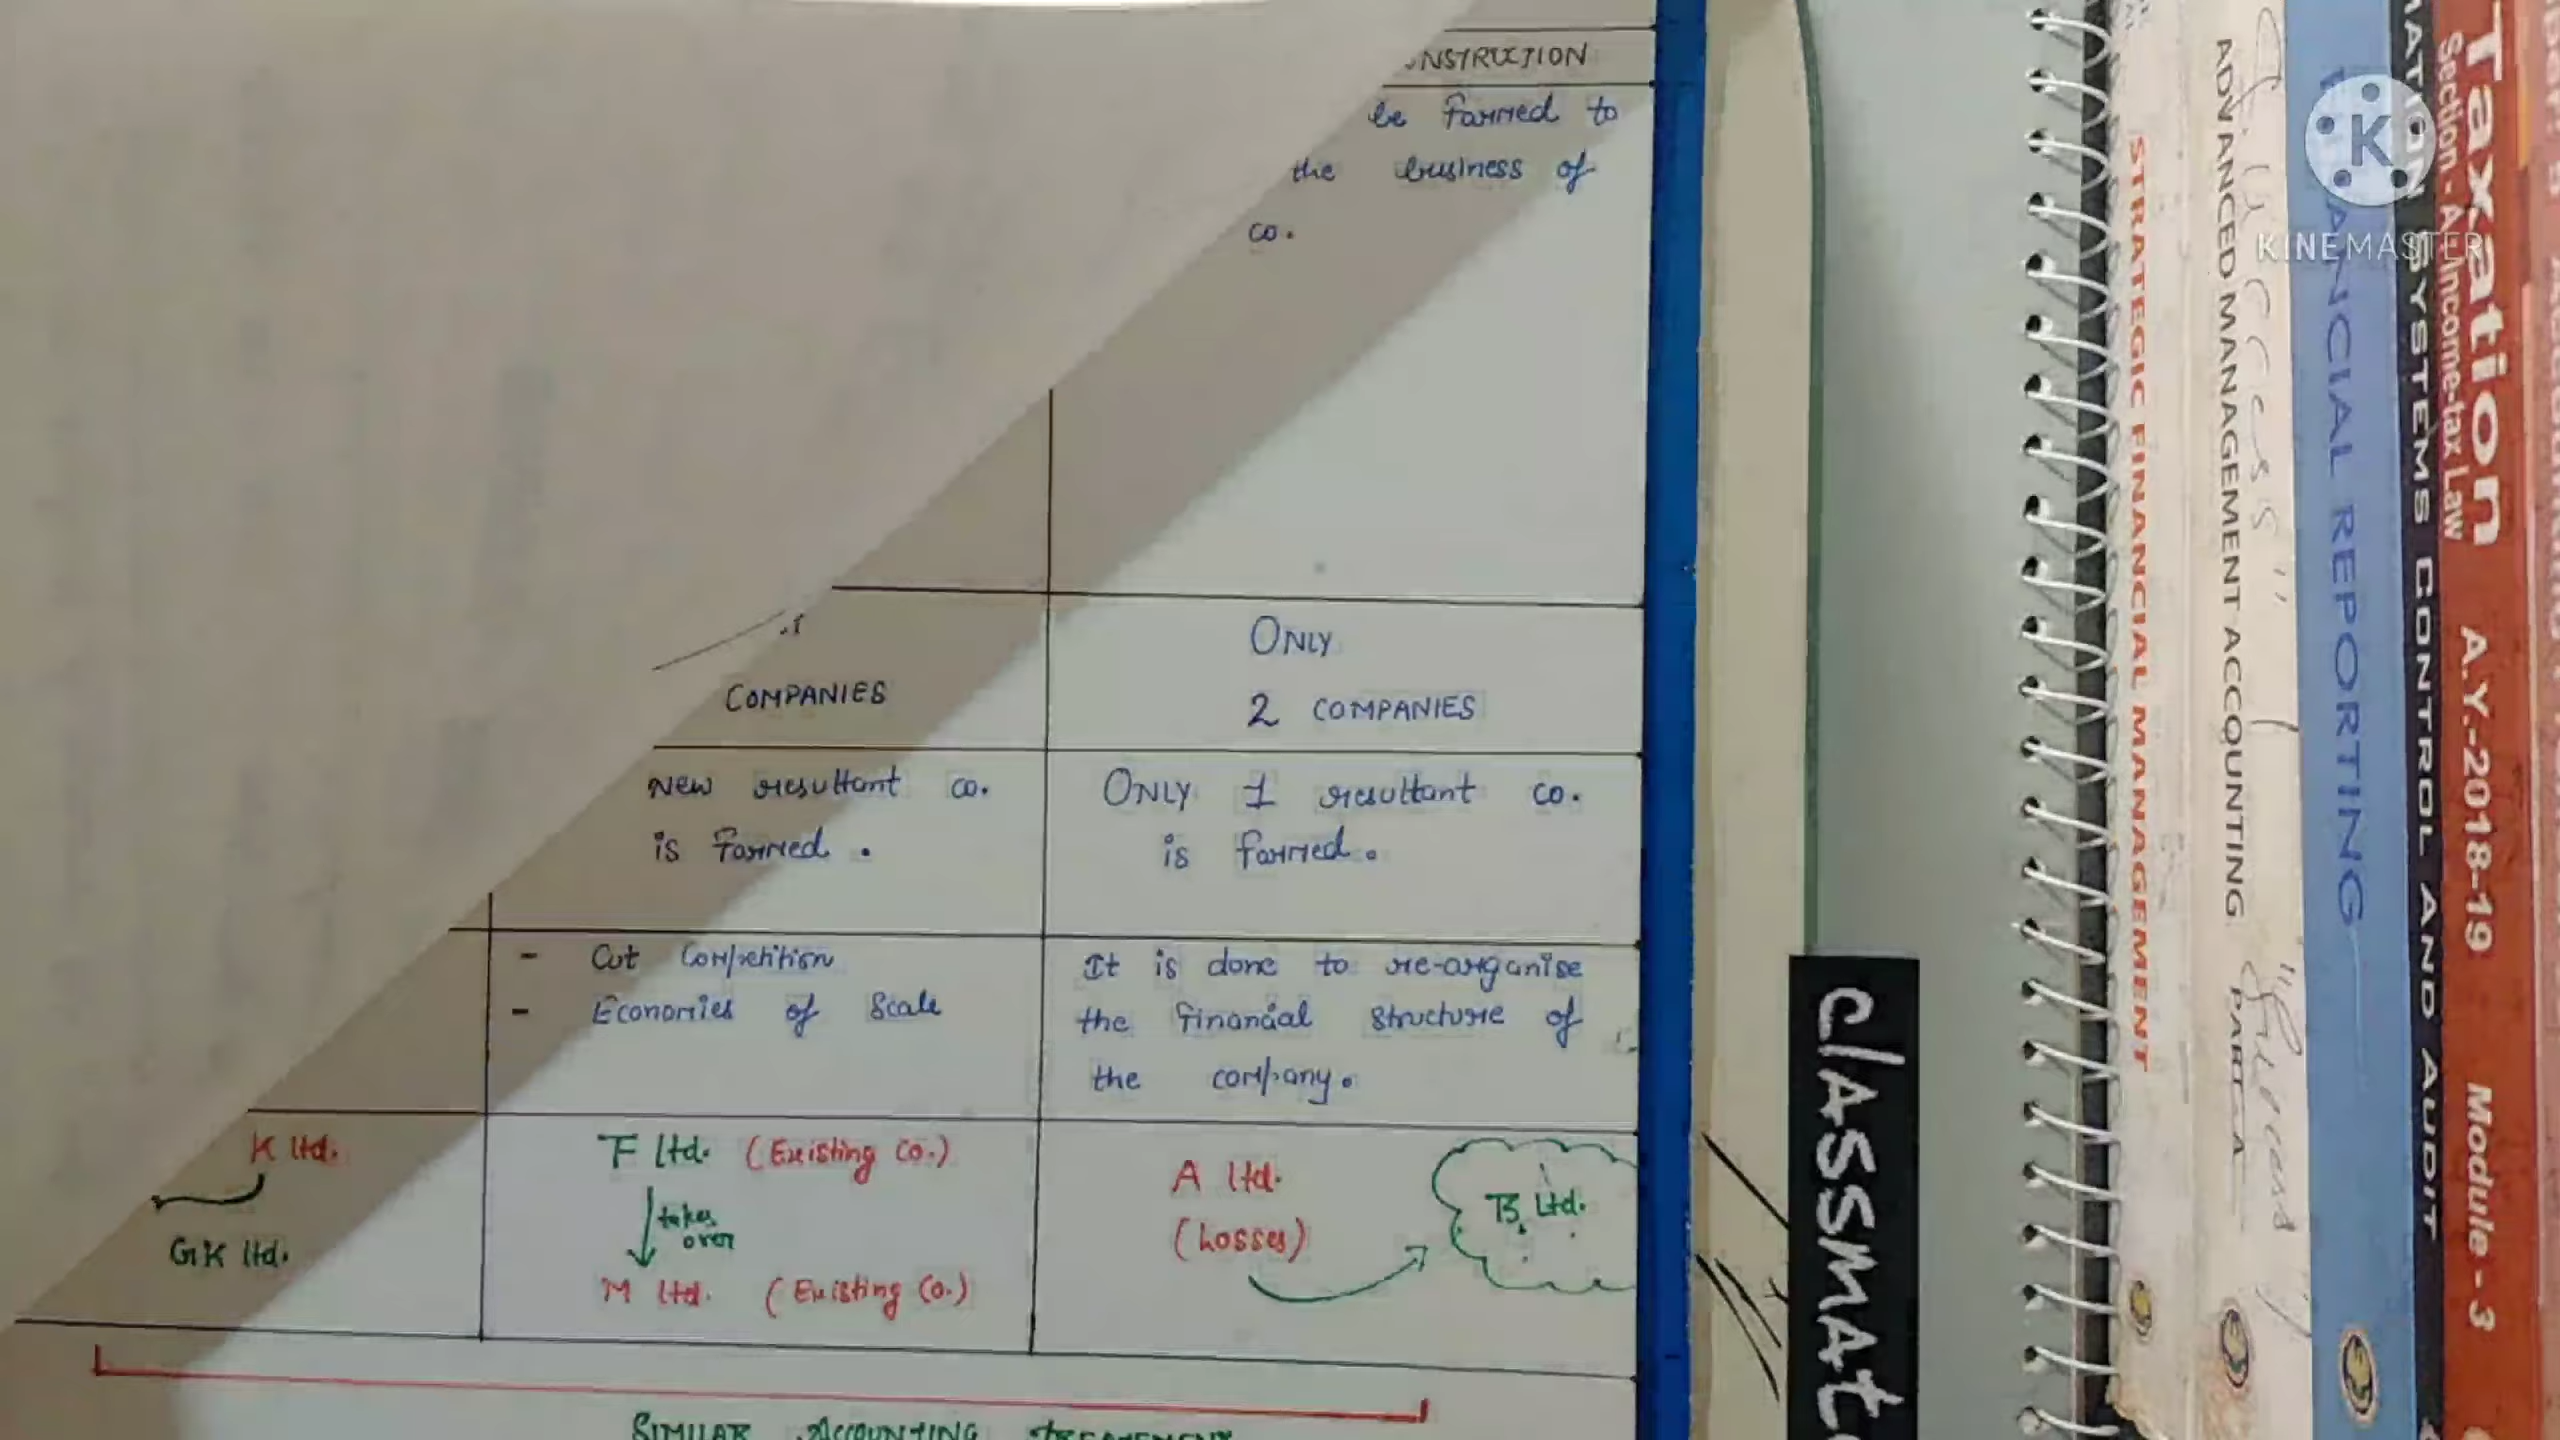 be formed to
the business of
co.
COMPANIES
ONLY
2 COMPANIES
New resultant co.
is formed.
ONLY 1 resultant co.
is formed.
- Cut Competition
- Economies of Scale
It is done to re-organise
the financial structure of
the company.
K ltd.
GK ltd.
F ltd. (Existing Co.)
takes
over
M ltd. (Existing Co.)
A ltd.
(Losses)
B. Ltd.
SIMILAR ACCOUNTING TREATMENT
classmat
STRATEGIC FINANCIAL MANAGEMENT
ADVANCED MANAGEMENT ACCOUNTING PART-A
FINANCIAL REPORTING
SYSTEMS CONTROL AND AUDIT
Taxation A.Y.-2018-19 Module - 3
Section - A : Income-tax Law
K
KINEMASTER